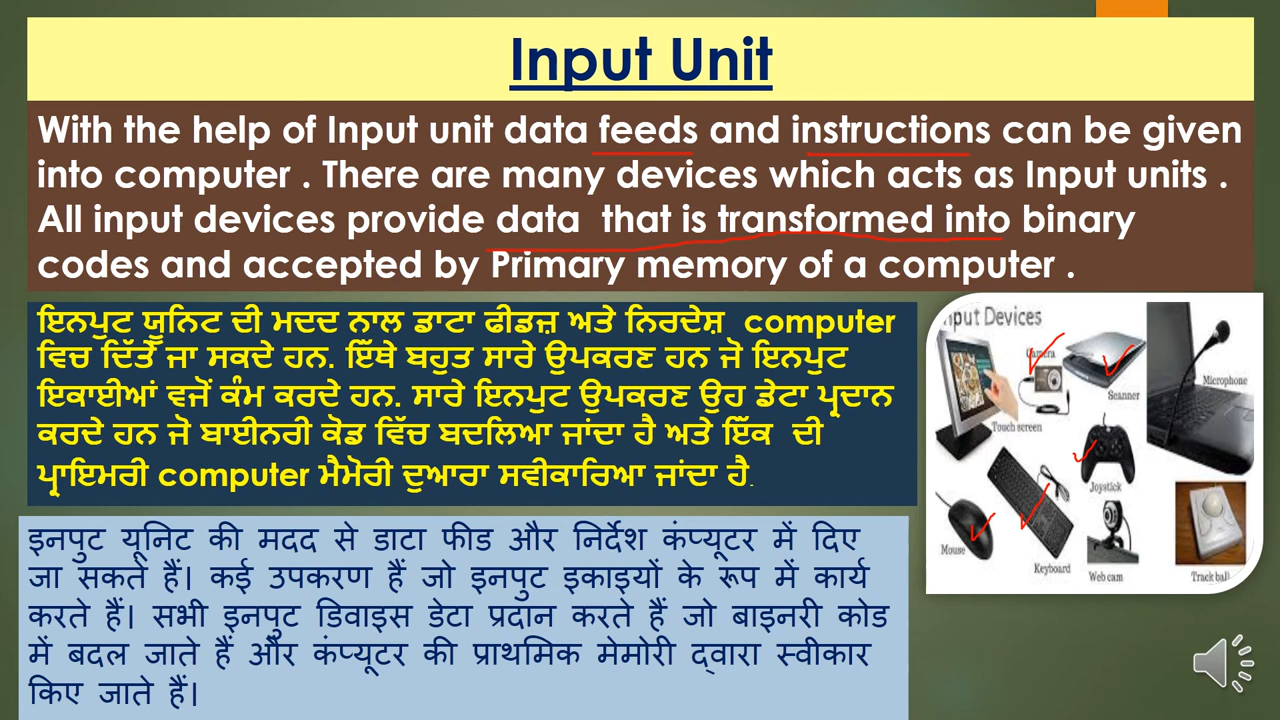 Input Unit
With the help of Input unit data feeds and instructions can be given
into computer . There are many devices which acts as Input units .
All input devices provide data that is transformed into binary
codes and accepted by Primary memory of a computer .
ਇਨਪੁਟ ਯੂਨਿਟ ਦੀ ਮਦਦ ਨਾਲ ਡਾਟਾ ਫੀਡਜ਼ ਅਤੇ ਨਿਰਦੇਸ਼ computer
ਵਿਚ ਦਿੱਤੇ ਜਾ ਸਕਦੇ ਹਨ. ਇੱਥੇ ਬਹੁਤ ਸਾਰੇ ਉਪਕਰਣ ਹਨ ਜੋ ਇਨਪੁਟ
ਇਕਾਈਆਂ ਵਜੋਂ ਕੰਮ ਕਰਦੇ ਹਨ. ਸਾਰੇ ਇਨਪੁਟ ਉਪਕਰਣ ਉਹ ਡੇਟਾ ਪ੍ਰਦਾਨ
ਕਰਦੇ ਹਨ ਜੋ ਬਾਈਨਰੀ ਕੋਡ ਵਿੱਚ ਬਦਲਿਆ ਜਾਂਦਾ ਹੈ ਅਤੇ ਇੱਕ ਦੀ
ਪ੍ਰਾਇਮਰੀ computer ਮੈਮੋਰੀ ਦੁਆਰਾ ਸਵੀਕਾਰਿਆ ਜਾਂਦਾ ਹੈ.
इनपुट यूनिट की मदद से डाटा फीड और निर्देश कंप्यूटर में दिए
जा सकते हैं। कई उपकरण हैं जो इनपुट इकाइयों के रूप में कार्य
करते हैं। सभी इनपुट डिवाइस डेटा प्रदान करते हैं जो बाइनरी कोड
में बदल जाते हैं और कंप्यूटर की प्राथमिक मेमोरी द्वारा स्वीकार
किए जाते हैं।
nput Devices
Camera
Scanner
Microphone
Touch screen
Joystick
Mouse
Keyboard
Web cam
Track ball